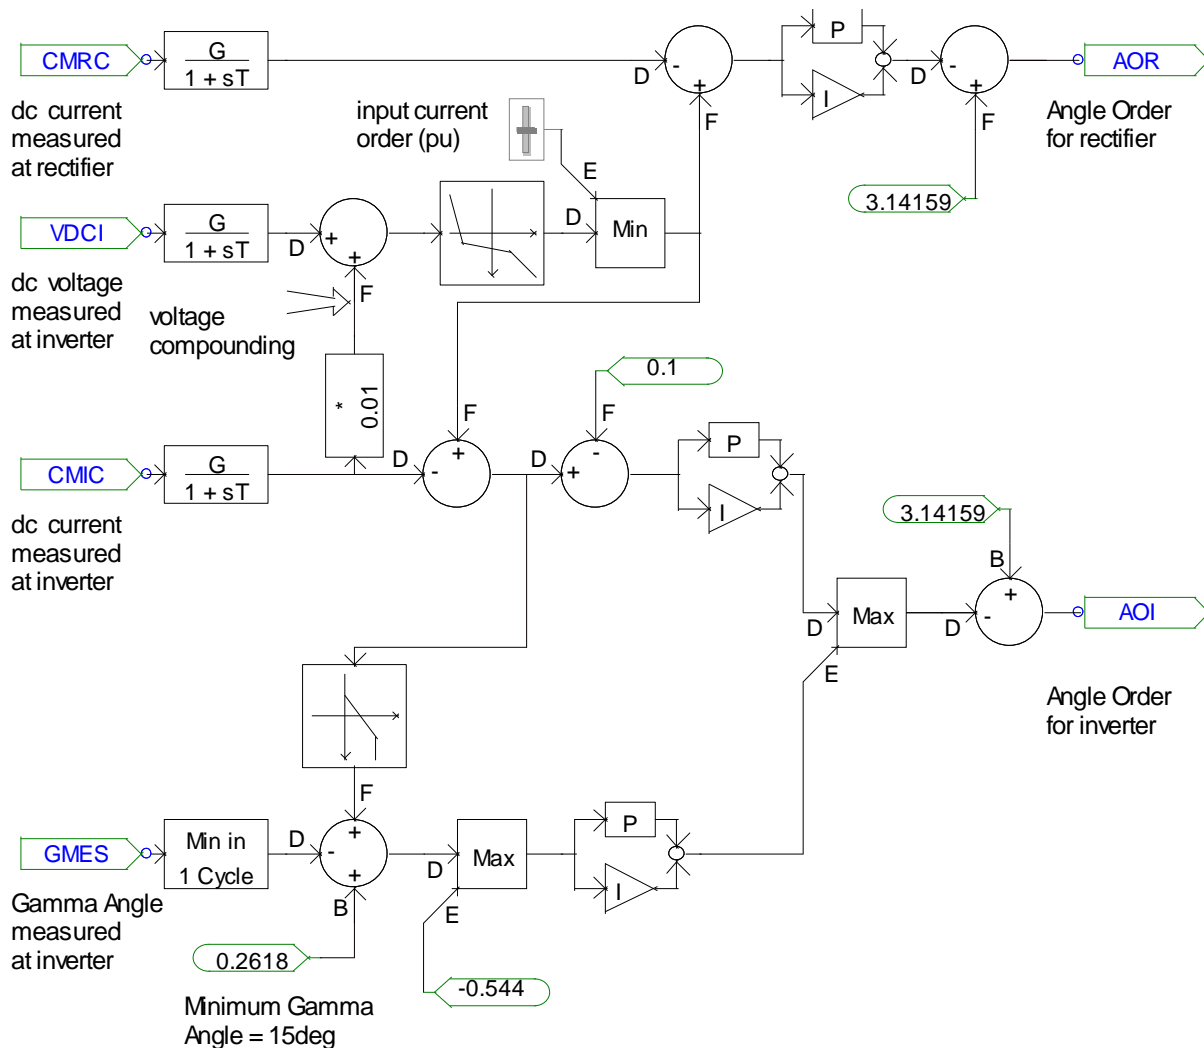 CMRC
G
1 + sT
dc current
measured
at rectifier
input current
order (pu)
E
D
-
+
F
P
I
D
-
+
F
AOR
Angle Order
for rectifier
3.14159
VDCI
G
1 + sT
D
+
+
F
D
Min
dc voltage
measured
at inverter
voltage
compounding
* 0.01
0.1
F
F
CMIC
G
1 + sT
D
-
+
D
+
-
P
I
dc current
measured
at inverter
3.14159
B
+
-
D
Max
D
E
AOI
Angle Order
for inverter
F
GMES
Min in
1 Cycle
D
+
-
+
B
D
Max
E
P
I
Gamma Angle
measured
at inverter
0.2618
-0.544
Minimum Gamma
Angle = 15deg